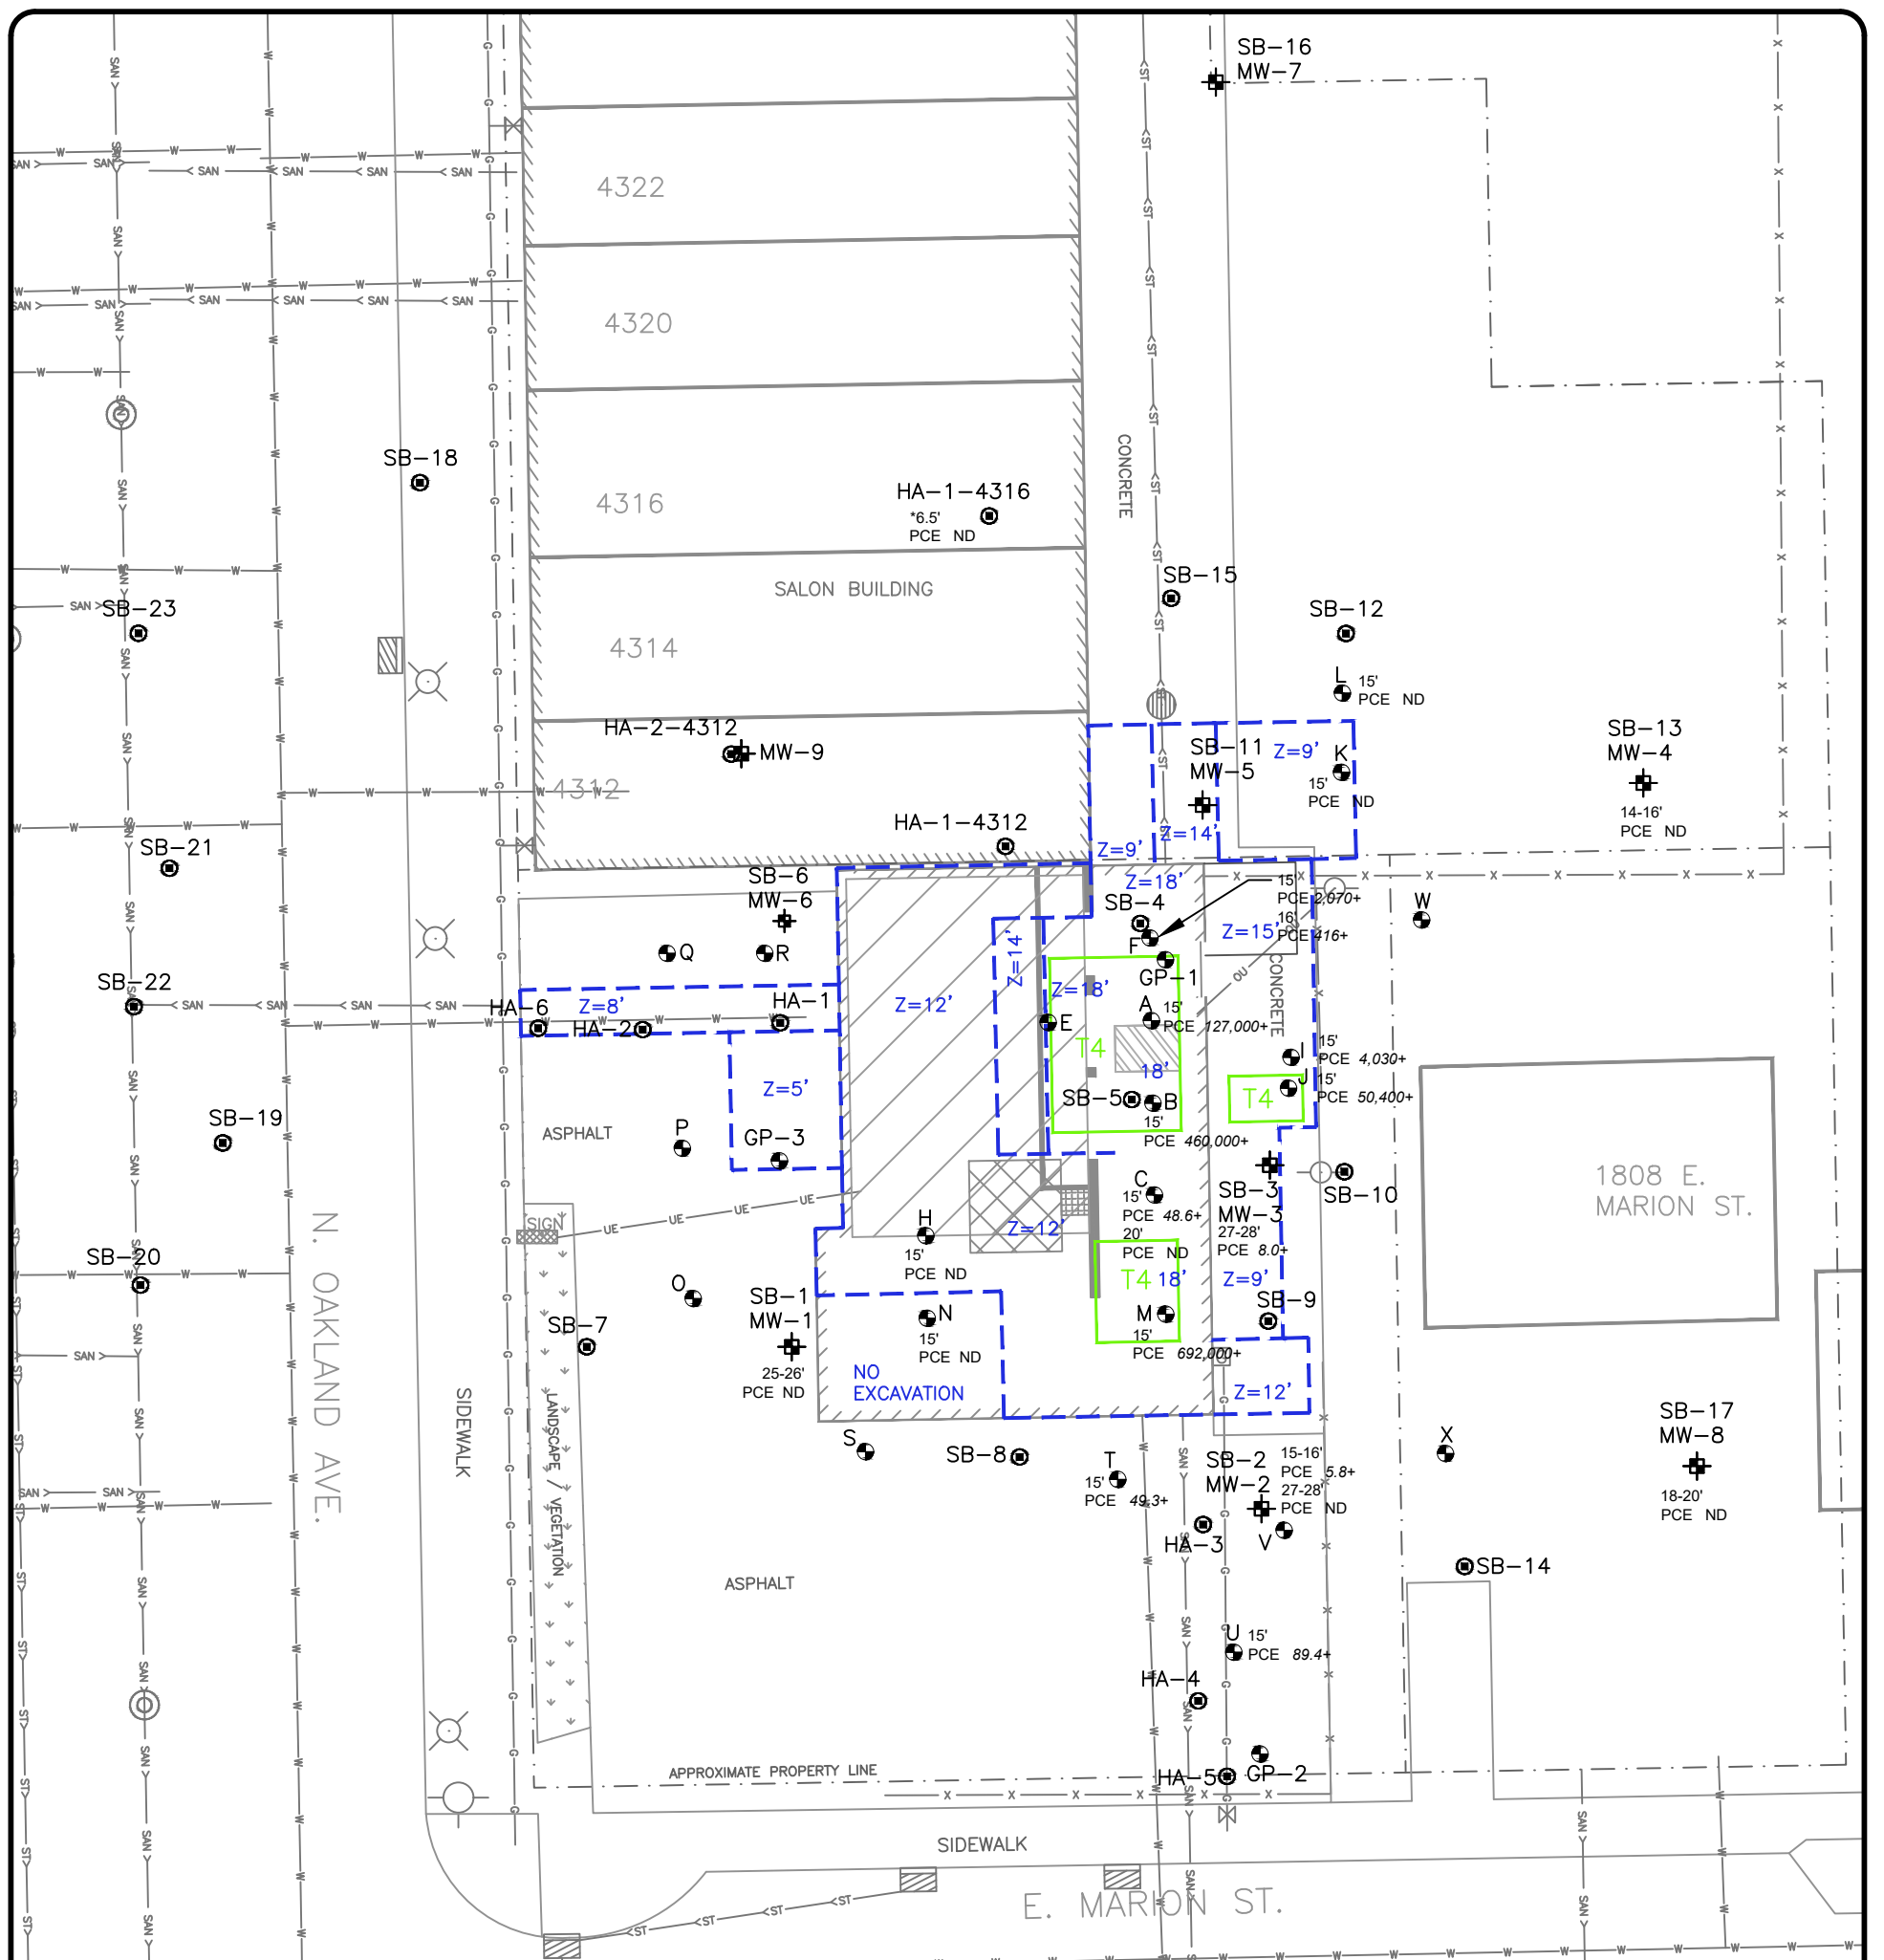 SB-16
MW-7
4322
4320
SB-18
CONCRETE
HA-1-4316
*6.5'
PCE ND
4316
SALON BUILDING
SB-15
SB-12
SB-23
4314
L 15'
PCE ND
HA-2-4312
MW-9
SB-13
MW-4
14-16'
PCE ND
SB-11
MW-5
Z=9'
K
15'
PCE ND
4312
HA-1-4312
Z=14'
Z=9'
SB-21
SB-6
MW-6
Z=18'
SB-4
15'
PCE 2,070+
16'
PCE 416+
Z=15'
W
F
Q
R
Z=14'
GP-1
CONCRETE
OU
SB-22
HA-6
Z=8'
HA-2
HA-1
Z=12'
Z=18'
E
A 15'
PCE 127,000+
T4
18'
I 15'
PCE 4,030+
J 15'
PCE 50,400+
T4
Z=5'
SB-5
B
15'
PCE 460,000+
SB-19
ASPHALT
P
GP-3
SB-10
1808 E.
MARION ST.
C
15'
PCE 48.6+
20'
PCE ND
SB-3
MW-3
27-28'
PCE 8.0+
UE UE UE UE
SIGN
H
15'
PCE ND
Z=12'
N. OAKLAND AVE.
SB-20
O
T4 18'
Z=9'
SB-1
MW-1
25-26'
PCE ND
SB-7
N
15'
PCE ND
M
15'
PCE 692,000+
SB-9
NO
EXCAVATION
Z=12'
SIDEWALK
LANDSCAPE / VEGETATION
S
SB-8
T
15'
PCE 49.3+
SB-2
MW-2
15-16'
PCE 5.8+
27-28'
PCE ND
X
SB-17
MW-8
18-20'
PCE ND
HA-3
V
SB-14
ASPHALT
U 15'
PCE 89.4+
HA-4
APPROXIMATE PROPERTY LINE
HA-5
GP-2
SIDEWALK
E. MARION ST.